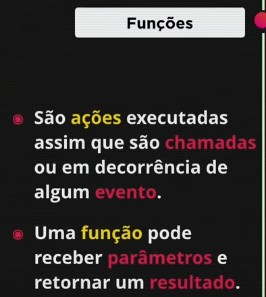 Funções
São ações executadas
assim que são chamadas
ou em decorrência de
algum evento.
Uma função pode
receber parâmetros e
retornar um resultado.